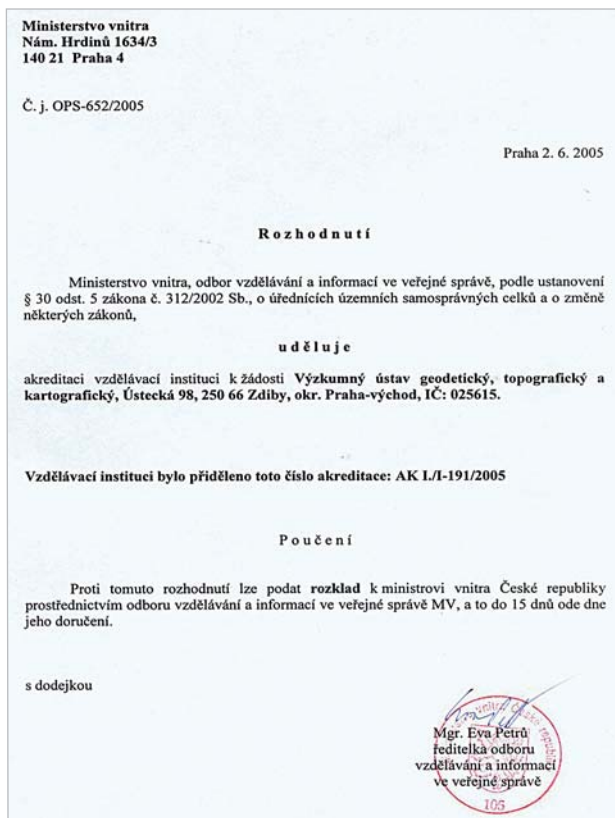 Ministerstvo vnitra
Nám. Hrdinů 1634/3
140 21 Praha 4
Č. j. OPS-652/2005
Praha 2. 6. 2005
Rozhodnutí
Ministerstvo vnitra, odbor vzdělávání a informací ve veřejné správě, podle ustanovení
§ 30 odst. 5 zákona č. 312/2002 Sb., o úřednících územních samosprávných celků a o změně
některých zákonů,
uděluje
akreditaci vzdělávací instituci k žádosti Výzkumný ústav geodetický, topografický a
kartografický, Ústecká 98, 250 66 Zdiby, okr. Praha-východ, IČ: 025615.
Vzdělávací instituci bylo přiděleno toto číslo akreditace: AK I./I-191/2005
Poučení
Proti tomuto rozhodnutí lze podat rozklad k ministrovi vnitra České republiky
prostřednictvím odboru vzdělávání a informací ve veřejné správě MV, a to do 15 dnů ode dne
jeho doručení.
s dodejkou
Mgr. Eva Petrů
ředitelka odboru
vzdělávání a informací
ve veřejné správě
105